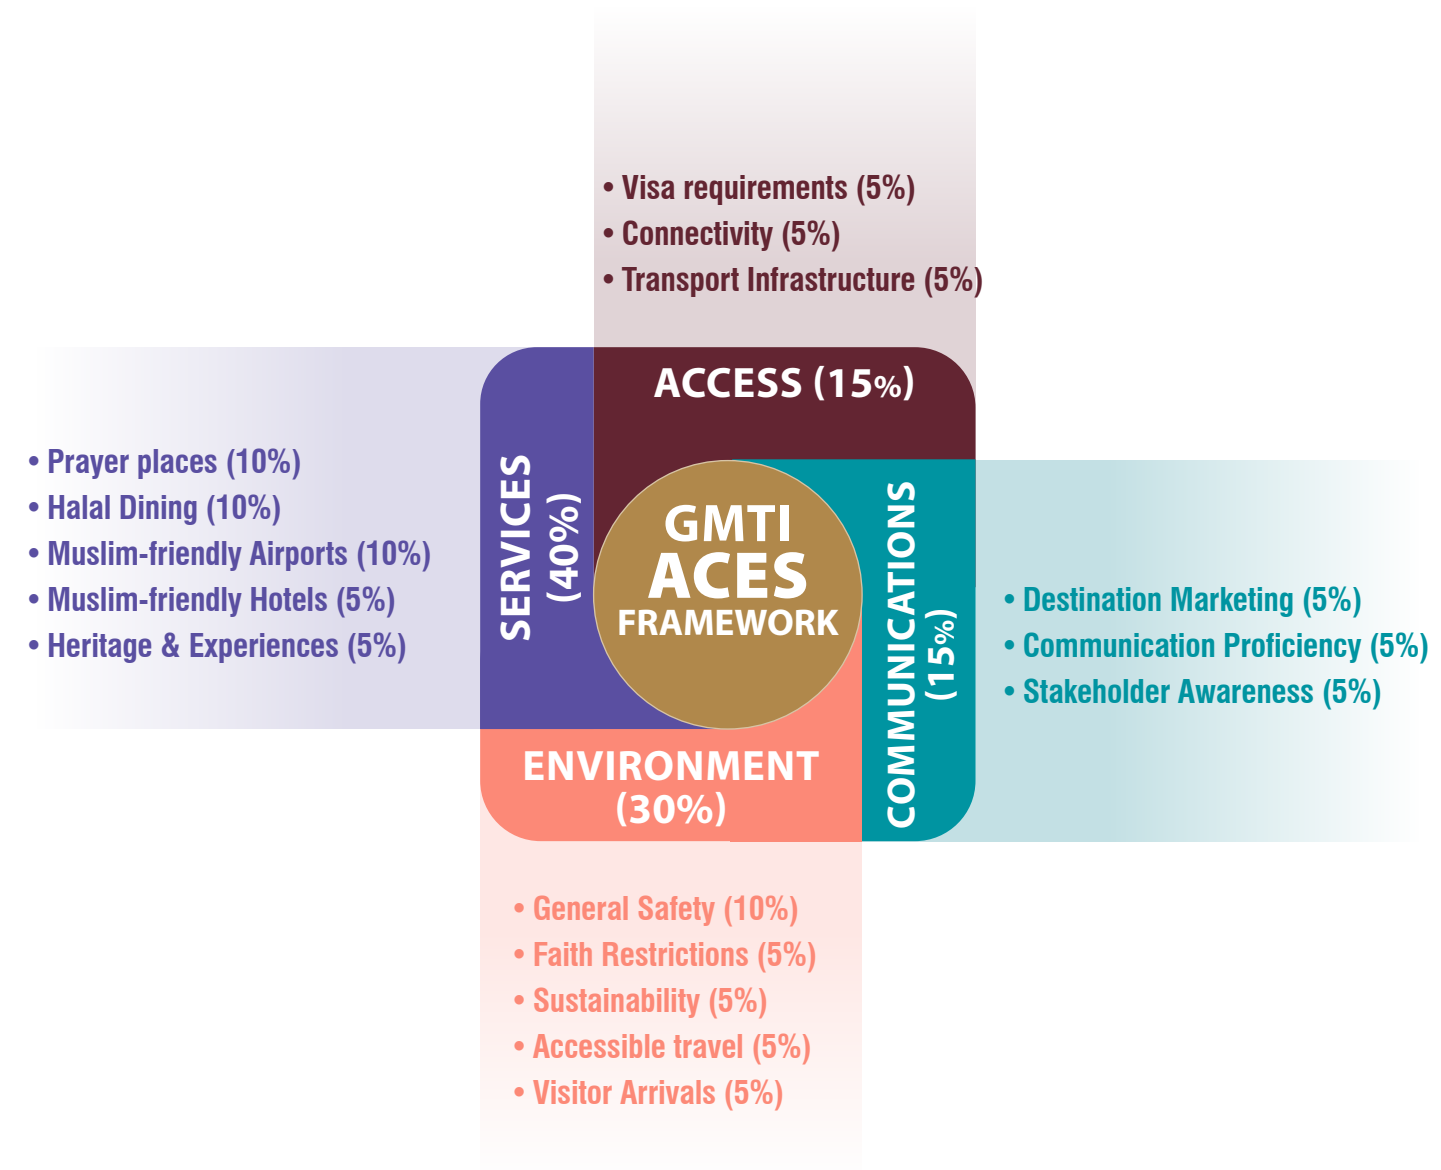 • Visa requirements (5%)
• Connectivity (5%)
• Transport Infrastructure (5%)
ACCESS (15%)
• Prayer places (10%)
• Halal Dining (10%)
• Muslim-friendly Airports (10%)
• Muslim-friendly Hotels (5%)
• Heritage & Experiences (5%)
SERVICES
(40%)
GMTI
ACES
FRAMEWORK
COMMUNICATIONS
(15%)
• Destination Marketing (5%)
• Communication Proficiency (5%)
• Stakeholder Awareness (5%)
ENVIRONMENT
(30%)
• General Safety (10%)
• Faith Restrictions (5%)
• Sustainability (5%)
• Accessible travel (5%)
• Visitor Arrivals (5%)